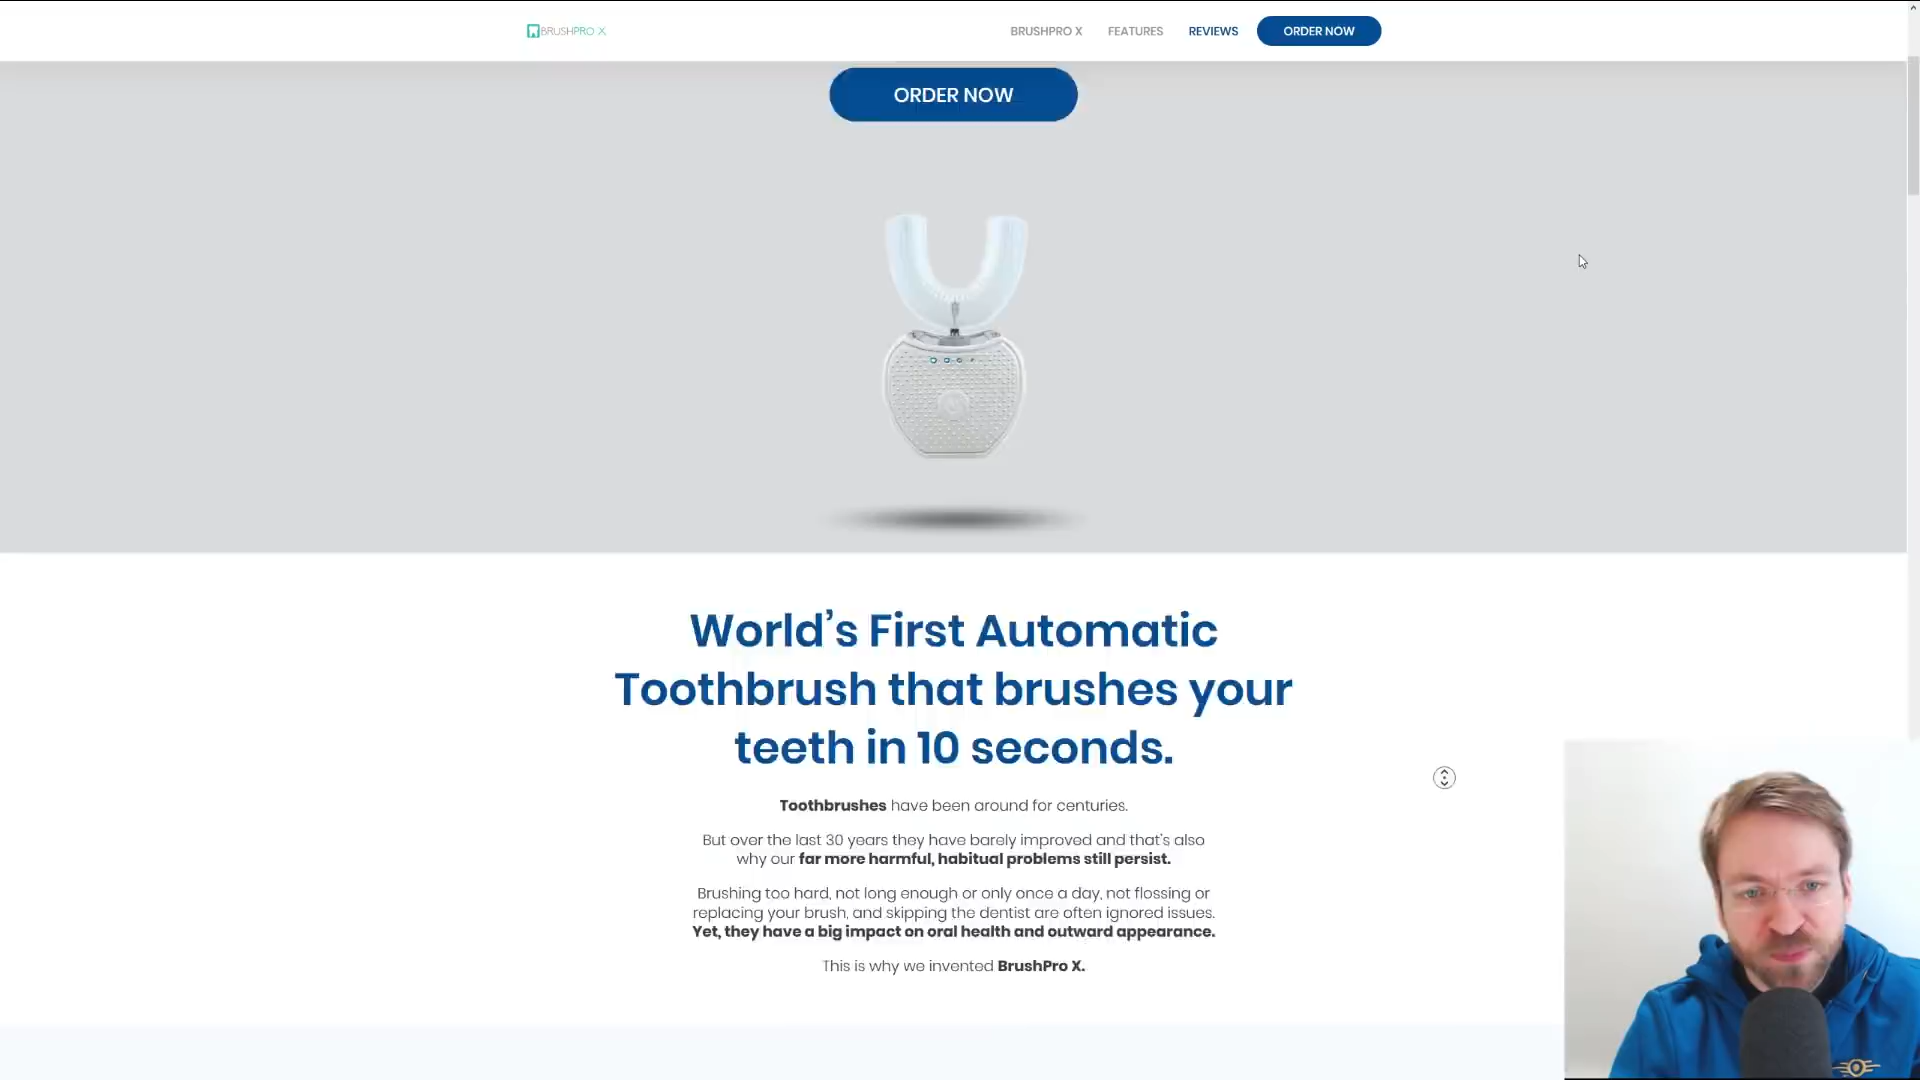 BRUSHPRO X
BRUSHPRO X FEATURES REVIEWS ORDER NOW
ORDER NOW
World’s First Automatic
Toothbrush that brushes your
teeth in 10 seconds.
Toothbrushes have been around for centuries.
But over the last 30 years they have barely improved and that's also
why our far more harmful, habitual problems still persist.
Brushing too hard, not long enough or only once a day, not flossing or
replacing your brush, and skipping the dentist are often ignored issues.
Yet, they have a big impact on oral health and outward appearance.
This is why we invented BrushPro X.